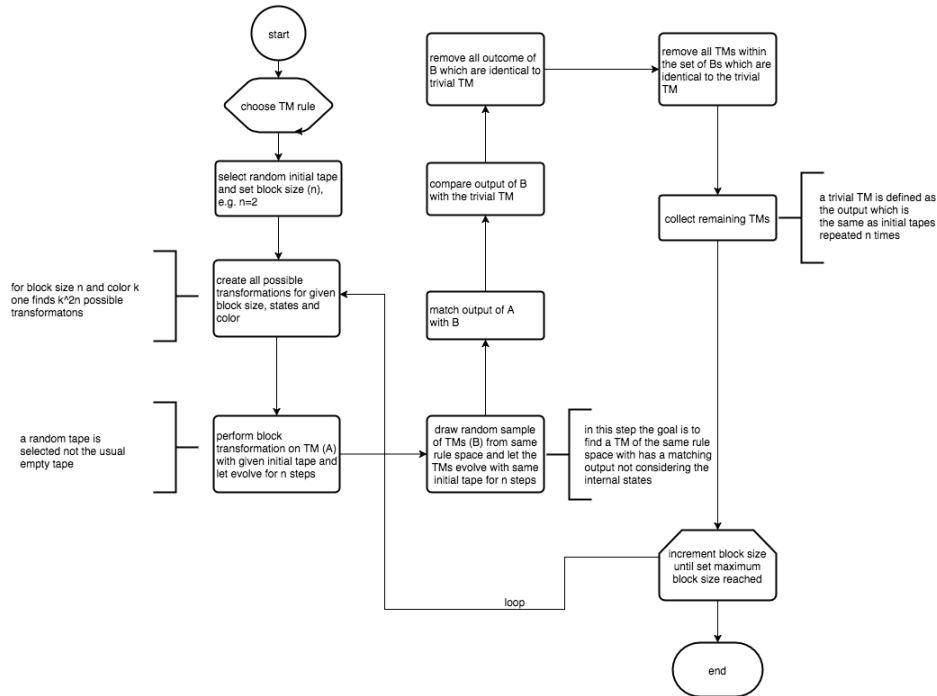 start
choose TM rule
select random initial tape
and set block size (n),
e.g. n=2
for block size n and color k
one finds k^2n possible
transformatons
create all possible
transformations for given
block size, states and
color
a random tape is
selected not the usual
empty tape
perform block
transformation on TM (A)
with given initial tape and
let evolve for n steps
draw random sample
of TMs (B) from same
rule space and let the
TMs evolve with same
initial tape for n steps
in this step the goal is to
find a TM of the same rule
space with has a matching
output not considering the
internal states
match output of A
with B
compare output of B
with the trivial TM
remove all outcome of
B which are identical to
trivial TM
remove all TMs within
the set of Bs which are
identical to the trivial
TM
collect remaining TMs
a trivial TM is defined as
the output which is
the same as initial tapes
repeated n times
increment block size
until set maximum
block size reached
loop
end